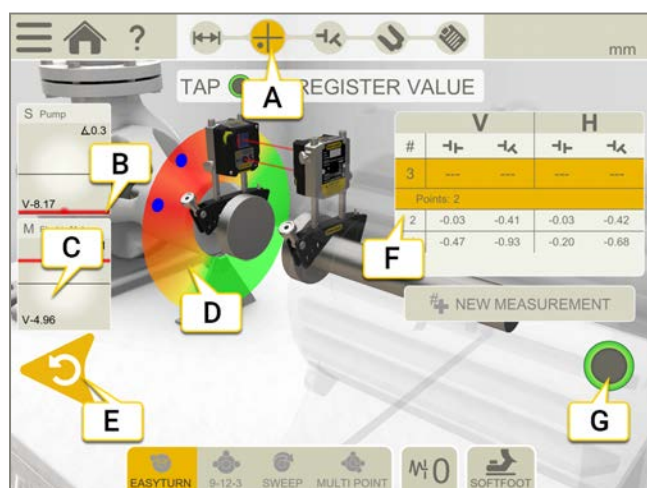 ?
mm
TAP REGISTER VALUE
A
S Pump
∡0.3
B
V-8.17
M
C
V-4.96
D
V H
#
3 --- --- --- ---
Points: 2
2 -0.03 -0.41 -0.03 -0.42
-0.47 -0.93 -0.20 -0.68
F
NEW MEASUREMENT
E
G
EASYTURN 9-12-3 SWEEP MULTI POINT
0
SOFTFOOT